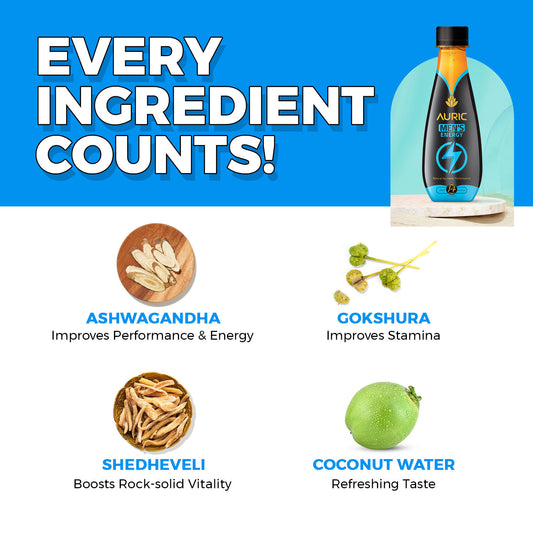 EVERY
INGREDIENT
COUNTS!
AURIC
MEN'S
ENERGY
ASHWAGANDHA
Improves Performance & Energy
GOKSHURA
Improves Stamina
SHEDHEVELI
Boosts Rock-solid Vitality
COCONUT WATER
Refreshing Taste